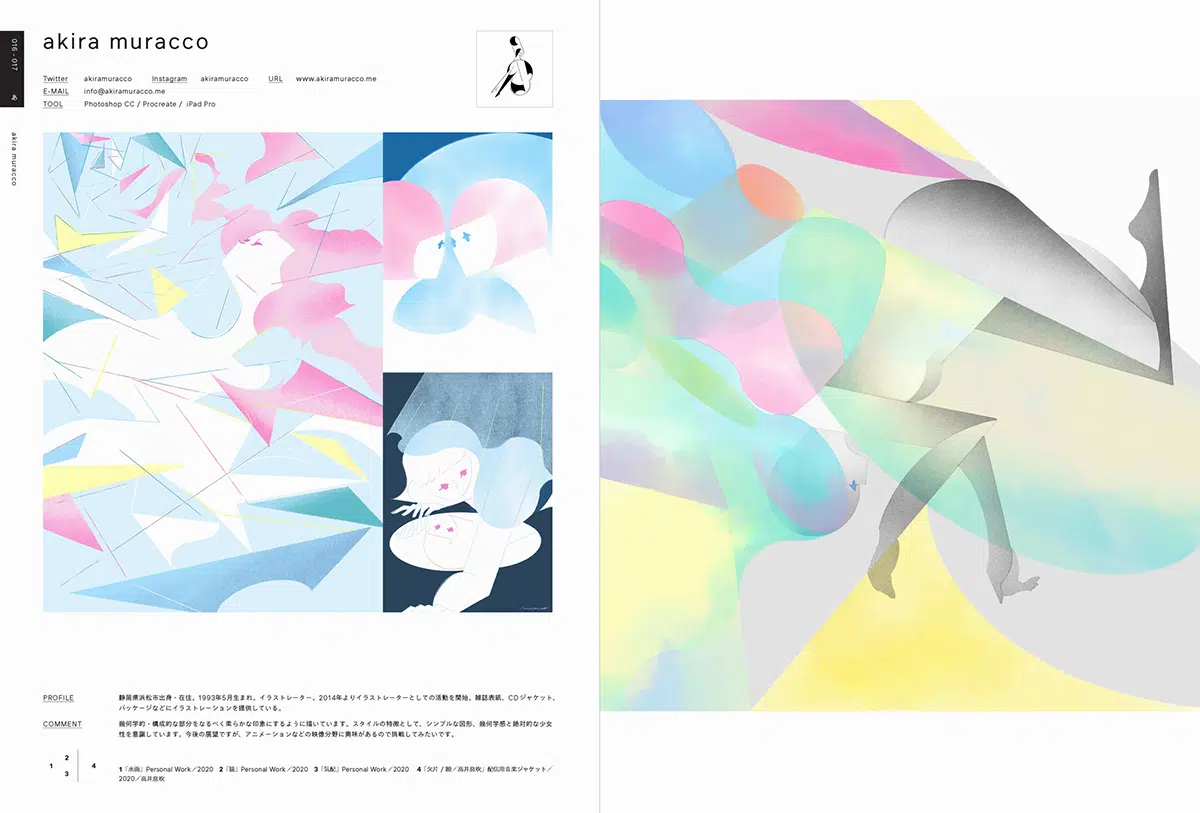 016 - 017
akira muracco
akira muracco
Twitter akiramuracco Instagram akiramuracco URL www.akiramuracco.me
E-MAIL info@akiramuracco.me
TOOL Photoshop CC / Procreate / iPad Pro
PROFILE 静岡県浜松市出身・在住。1993年5月生まれ。イラストレーター。2014年よりイラストレーターとしての活動を開始。雑誌表紙、CDジャケット、
パッケージなどにイラストレーションを提供している。
COMMENT 幾何学的・構成的な部分をなるべく柔らかな印象にするように描いています。スタイルの特徴として、シンプルな図形、幾何学感と絶対的な少女
性を意識しています。今後の展望ですが、アニメーションなどの映像分野に興味があるので挑戦してみたいです。
1 2 3 4
1「水面」Personal Work／2020 2「」Personal Work／2020 3「気配」Personal Work／2020 4「欠片 / 瞼／高井息吹」配信用音楽ジャケット／
2020／高井息吹